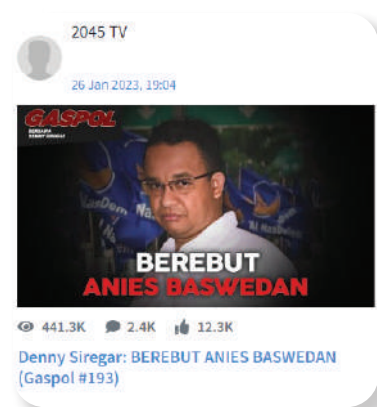 2045 TV
26 Jan 2023, 19:04
GASPOL
BERSAMA
DENNY SIREGAR
NasDem
BEREBUT
ANIES BASWEDAN
441.3K 2.4K 12.3K
Denny Siregar: BEREBUT ANIES BASWEDAN
(Gaspol #193)